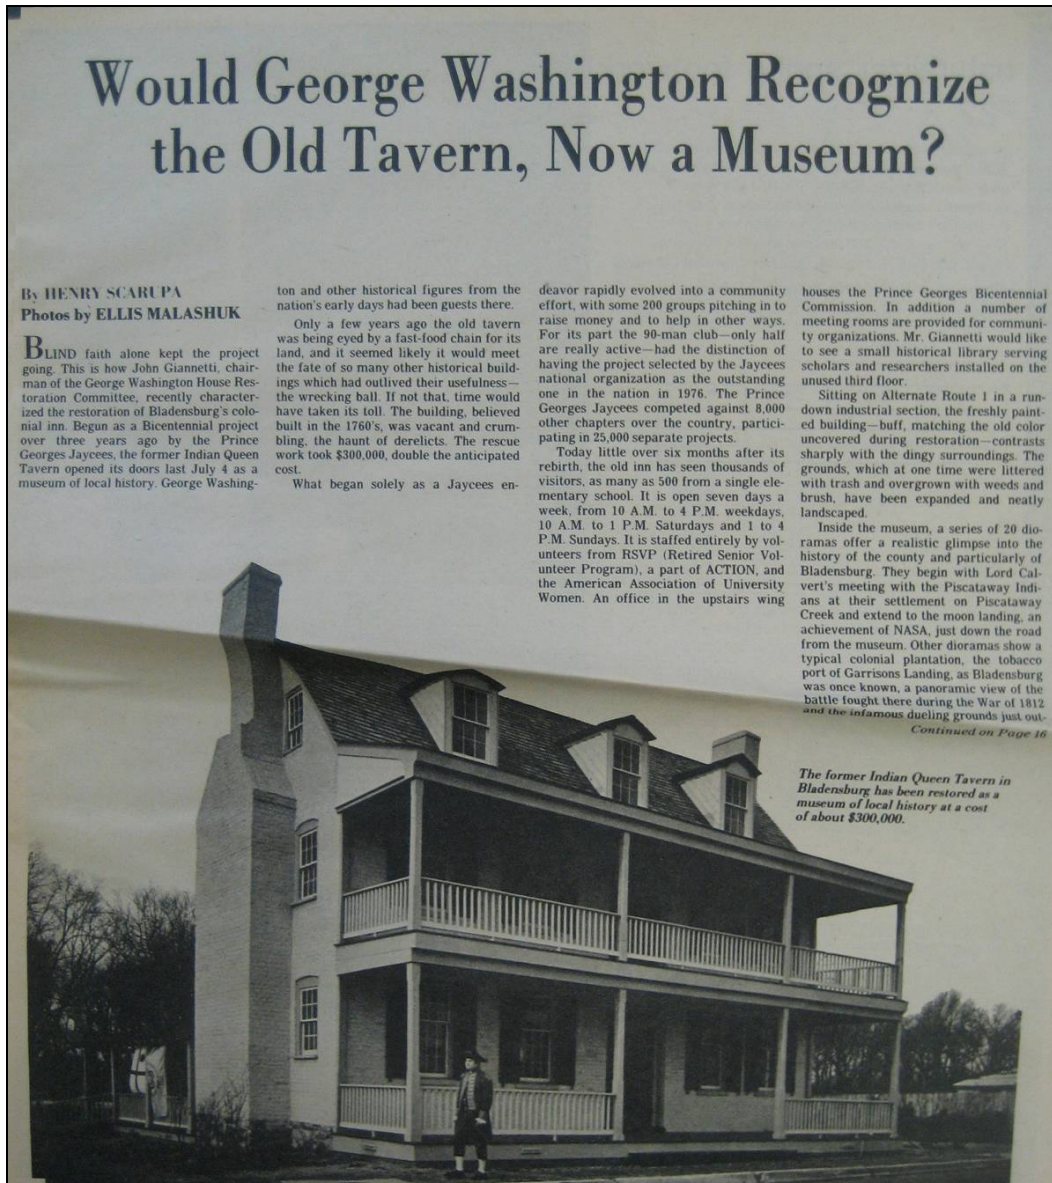 Would George Washington Recognize
the Old Tavern, Now a Museum?
By HENRY SCARUPA
Photos by ELLIS MALASHUK
BLIND faith alone kept the project
going. This is how John Giannetti, chair-
man of the George Washington House Res-
toration Committee, recently character-
ized the restoration of Bladensburg's colo-
nial inn. Begun as a Bicentennial project
over three years ago by the Prince
Georges Jaycees, the former Indian Queen
Tavern opened its doors last July 4 as a
museum of local history. George Washing-
ton and other historical figures from the
nation's early days had been guests there.
Only a few years ago the old tavern
was being eyed by a fast-food chain for its
land, and it seemed likely it would meet
the fate of so many other historical build-
ings which had outlived their usefulness—
the wrecking ball. If not that, time would
have taken its toll. The building, believed
built in the 1760's, was vacant and crum-
bling, the haunt of derelicts. The rescue
work took $300,000, double the anticipated
cost.
What began solely as a Jaycees en-
deavor rapidly evolved into a community
effort, with some 200 groups pitching in to
raise money and to help in other ways.
For its part the 90-man club—only half
are really active—had the distinction of
having the project selected by the Jaycees
national organization as the outstanding
one in the nation in 1976. The Prince
Georges Jaycees competed against 8,000
other chapters over the country, partici-
pating in 25,000 separate projects.
Today little over six months after its
rebirth, the old inn has seen thousands of
visitors, as many as 500 from a single ele-
mentary school. It is open seven days a
week, from 10 A.M. to 4 P.M. weekdays,
10 A.M. to 1 P.M. Saturdays and 1 to 4
P.M. Sundays. It is staffed entirely by vol-
unteers from RSVP (Retired Senior Vol-
unteer Program), a part of ACTION, and
the American Association of University
Women. An office in the upstairs wing
houses the Prince Georges Bicentennial
Commission. In addition a number of
meeting rooms are provided for communi-
ty organizations. Mr. Giannetti would like
to see a small historical library serving
scholars and researchers installed on the
unused third floor.
Sitting on Alternate Route 1 in a run-
down industrial section, the freshly paint-
ed building—buff, matching the old color
uncovered during restoration—contrasts
sharply with the dingy surroundings. The
grounds, which at one time were littered
with trash and overgrown with weeds and
brush, have been expanded and neatly
landscaped.
Inside the museum, a series of 20 dio-
ramas offer a realistic glimpse into the
history of the county and particularly of
Bladensburg. They begin with Lord Cal-
vert's meeting with the Piscataway Indi-
ans at their settlement on Piscataway
Creek and extend to the moon landing, an
achievement of NASA, just down the road
from the museum. Other dioramas show a
typical colonial plantation, the tobacco
port of Garrisons Landing, as Bladensburg
was once known, a panoramic view of the
battle fought there during the War of 1812
and the infamous dueling grounds just out-
Continued on Page 16
The former Indian Queen Tavern in
Bladensburg has been restored as a
museum of local history at a cost
of about $300,000.